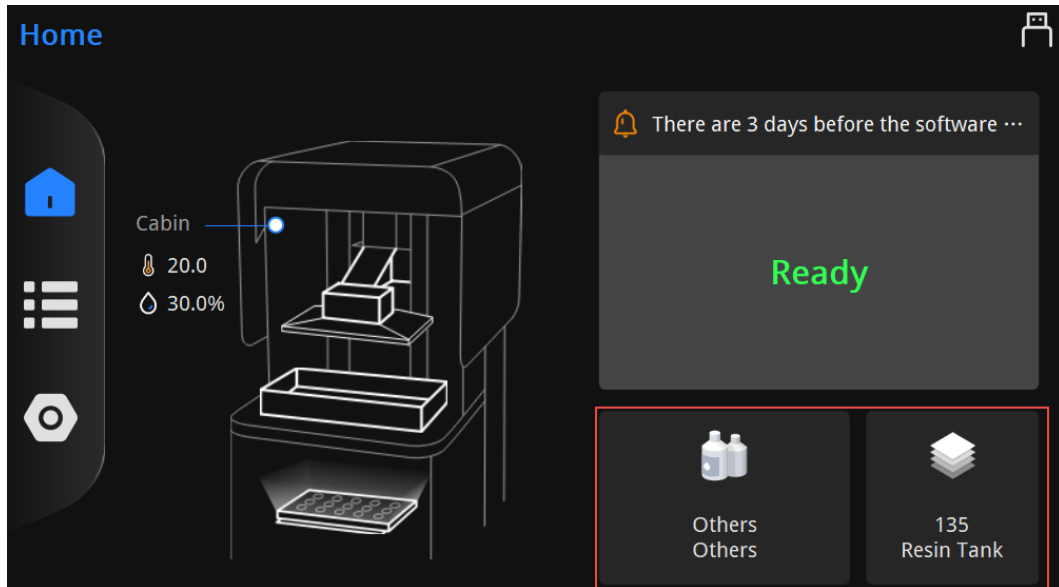 Home
There are 3 days before the software ···
Cabin
20.0
30.0%
Ready
Others
Others
135
Resin Tank